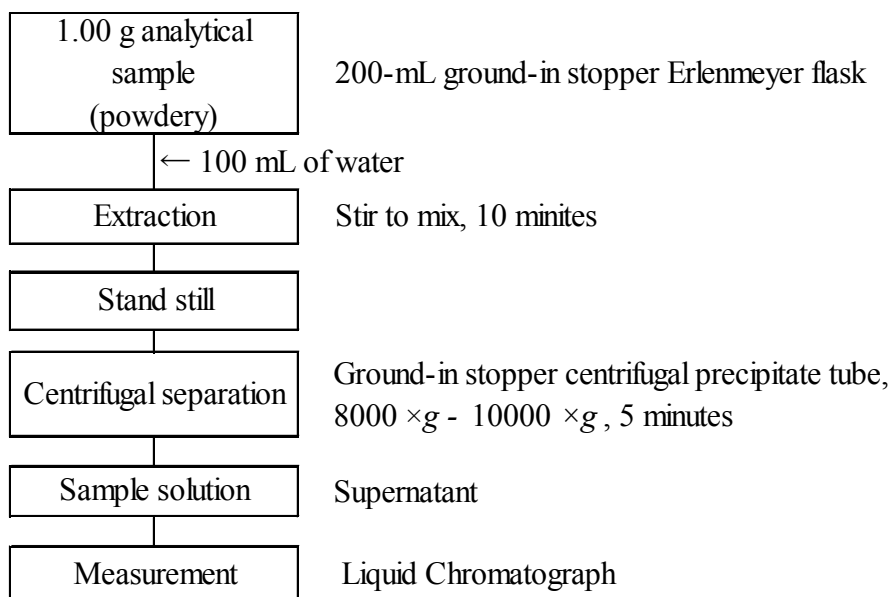 1.00 g analytical
sample
(powdery)
200-mL ground-in stopper Erlenmeyer flask
← 100 mL of water
Extraction
Stir to mix, 10 minites
Stand still
Centrifugal separation
Ground-in stopper centrifugal precipitate tube,
8000 ×g - 10000 ×g , 5 minutes
Sample solution
Supernatant
Measurement
Liquid Chromatograph